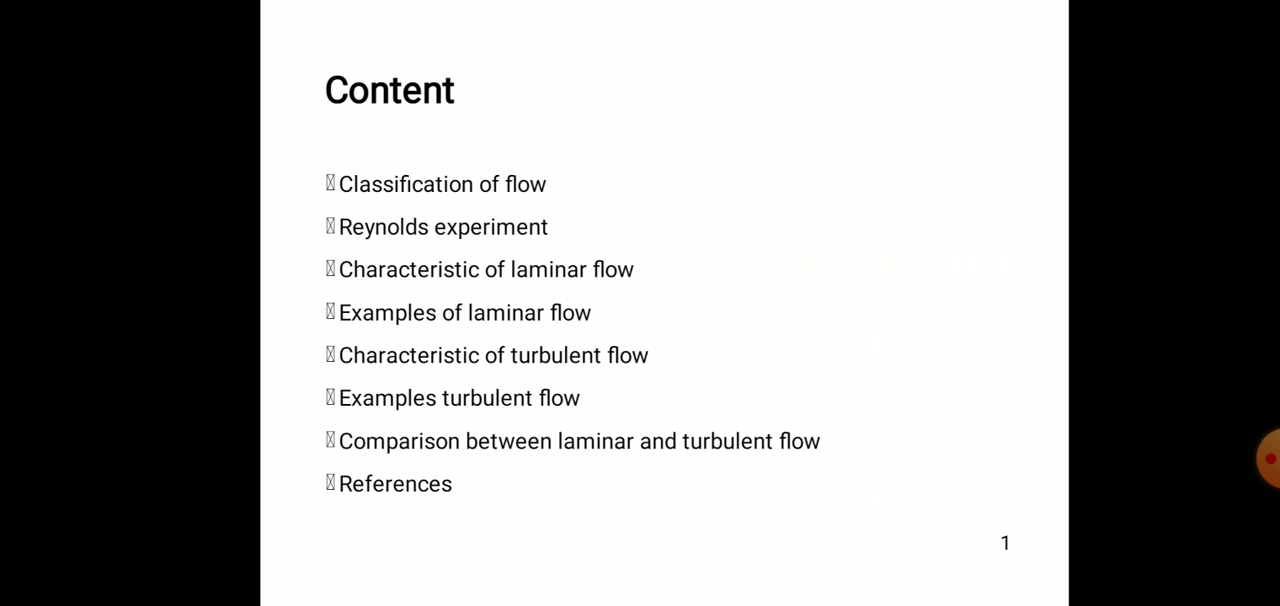 Content
Classification of flow
Reynolds experiment
Characteristic of laminar flow
Examples of laminar flow
Characteristic of turbulent flow
Examples turbulent flow
Comparison between laminar and turbulent flow
References
1